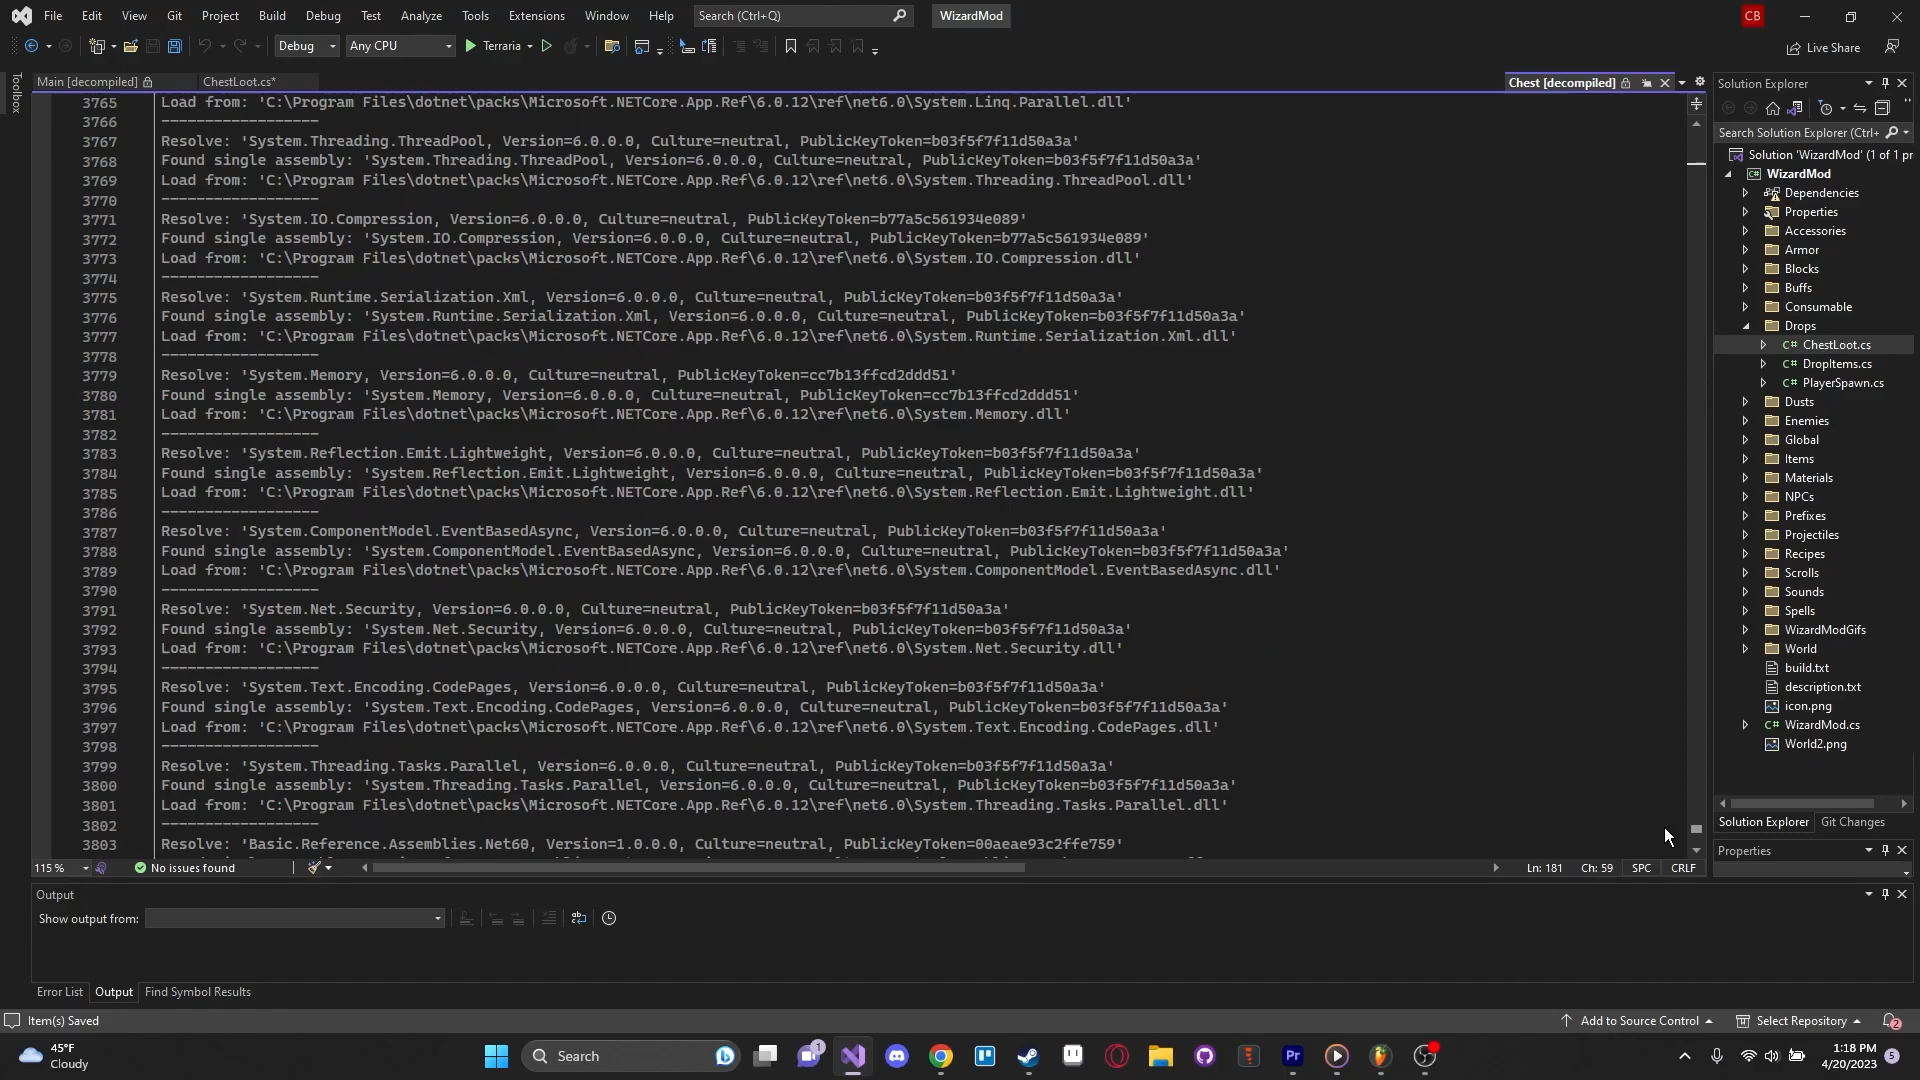 File Edit View Git Project Build Debug Test Analyze Tools Extensions Window Help Search (Ctrl+Q) WizardMod CB
Debug Any CPU Terraria Live Share
Toolbox
Main [decompiled] ChestLoot.cs* Chest [decompiled]
3765 Load from: 'C:\Program Files\dotnet\packs\Microsoft.NETCore.App.Ref\6.0.12\ref\net6.0\System.Linq.Parallel.dll'
3766 ------------------
3767 Resolve: 'System.Threading.ThreadPool, Version=6.0.0.0, Culture=neutral, PublicKeyToken=b03f5f7f11d50a3a'
3768 Found single assembly: 'System.Threading.ThreadPool, Version=6.0.0.0, Culture=neutral, PublicKeyToken=b03f5f7f11d50a3a'
3769 Load from: 'C:\Program Files\dotnet\packs\Microsoft.NETCore.App.Ref\6.0.12\ref\net6.0\System.Threading.ThreadPool.dll'
3770 ------------------
3771 Resolve: 'System.IO.Compression, Version=6.0.0.0, Culture=neutral, PublicKeyToken=b77a5c561934e089'
3772 Found single assembly: 'System.IO.Compression, Version=6.0.0.0, Culture=neutral, PublicKeyToken=b77a5c561934e089'
3773 Load from: 'C:\Program Files\dotnet\packs\Microsoft.NETCore.App.Ref\6.0.12\ref\net6.0\System.IO.Compression.dll'
3774 ------------------
3775 Resolve: 'System.Runtime.Serialization.Xml, Version=6.0.0.0, Culture=neutral, PublicKeyToken=b03f5f7f11d50a3a'
3776 Found single assembly: 'System.Runtime.Serialization.Xml, Version=6.0.0.0, Culture=neutral, PublicKeyToken=b03f5f7f11d50a3a'
3777 Load from: 'C:\Program Files\dotnet\packs\Microsoft.NETCore.App.Ref\6.0.12\ref\net6.0\System.Runtime.Serialization.Xml.dll'
3778 ------------------
3779 Resolve: 'System.Memory, Version=6.0.0.0, Culture=neutral, PublicKeyToken=cc7b13ffcd2ddd51'
3780 Found single assembly: 'System.Memory, Version=6.0.0.0, Culture=neutral, PublicKeyToken=cc7b13ffcd2ddd51'
3781 Load from: 'C:\Program Files\dotnet\packs\Microsoft.NETCore.App.Ref\6.0.12\ref\net6.0\System.Memory.dll'
3782 ------------------
3783 Resolve: 'System.Reflection.Emit.Lightweight, Version=6.0.0.0, Culture=neutral, PublicKeyToken=b03f5f7f11d50a3a'
3784 Found single assembly: 'System.Reflection.Emit.Lightweight, Version=6.0.0.0, Culture=neutral, PublicKeyToken=b03f5f7f11d50a3a'
3785 Load from: 'C:\Program Files\dotnet\packs\Microsoft.NETCore.App.Ref\6.0.12\ref\net6.0\System.Reflection.Emit.Lightweight.dll'
3786 ------------------
3787 Resolve: 'System.ComponentModel.EventBasedAsync, Version=6.0.0.0, Culture=neutral, PublicKeyToken=b03f5f7f11d50a3a'
3788 Found single assembly: 'System.ComponentModel.EventBasedAsync, Version=6.0.0.0, Culture=neutral, PublicKeyToken=b03f5f7f11d50a3a'
3789 Load from: 'C:\Program Files\dotnet\packs\Microsoft.NETCore.App.Ref\6.0.12\ref\net6.0\System.ComponentModel.EventBasedAsync.dll'
3790 ------------------
3791 Resolve: 'System.Net.Security, Version=6.0.0.0, Culture=neutral, PublicKeyToken=b03f5f7f11d50a3a'
3792 Found single assembly: 'System.Net.Security, Version=6.0.0.0, Culture=neutral, PublicKeyToken=b03f5f7f11d50a3a'
3793 Load from: 'C:\Program Files\dotnet\packs\Microsoft.NETCore.App.Ref\6.0.12\ref\net6.0\System.Net.Security.dll'
3794 ------------------
3795 Resolve: 'System.Text.Encoding.CodePages, Version=6.0.0.0, Culture=neutral, PublicKeyToken=b03f5f7f11d50a3a'
3796 Found single assembly: 'System.Text.Encoding.CodePages, Version=6.0.0.0, Culture=neutral, PublicKeyToken=b03f5f7f11d50a3a'
3797 Load from: 'C:\Program Files\dotnet\packs\Microsoft.NETCore.App.Ref\6.0.12\ref\net6.0\System.Text.Encoding.CodePages.dll'
3798 ------------------
3799 Resolve: 'System.Threading.Tasks.Parallel, Version=6.0.0.0, Culture=neutral, PublicKeyToken=b03f5f7f11d50a3a'
3800 Found single assembly: 'System.Threading.Tasks.Parallel, Version=6.0.0.0, Culture=neutral, PublicKeyToken=b03f5f7f11d50a3a'
3801 Load from: 'C:\Program Files\dotnet\packs\Microsoft.NETCore.App.Ref\6.0.12\ref\net6.0\System.Threading.Tasks.Parallel.dll'
3802 ------------------
3803 Resolve: 'Basic.Reference.Assemblies.Net60, Version=1.0.0.0, Culture=neutral, PublicKeyToken=00aeae93c2ffe759'
115 % No issues found Ln: 181 Ch: 59 SPC CRLF
Output
Show output from:
Error List Output Find Symbol Results
Solution Explorer
Search Solution Explorer (Ctrl+
Solution 'WizardMod' (1 of 1 pr
WizardMod
Dependencies
Properties
Accessories
Armor
Blocks
Buffs
Consumable
Drops
C# ChestLoot.cs
C# DropItems.cs
C# PlayerSpawn.cs
Dusts
Enemies
Global
Items
Materials
NPCs
Prefixes
Projectiles
Recipes
Scrolls
Sounds
Spells
WizardModGifs
World
build.txt
description.txt
icon.png
C# WizardMod.cs
World2.png
Solution Explorer Git Changes
Properties
Item(s) Saved Add to Source Control Select Repository 2
45°F
Cloudy
Search 1 Pr
1:18 PM
4/20/2023 5